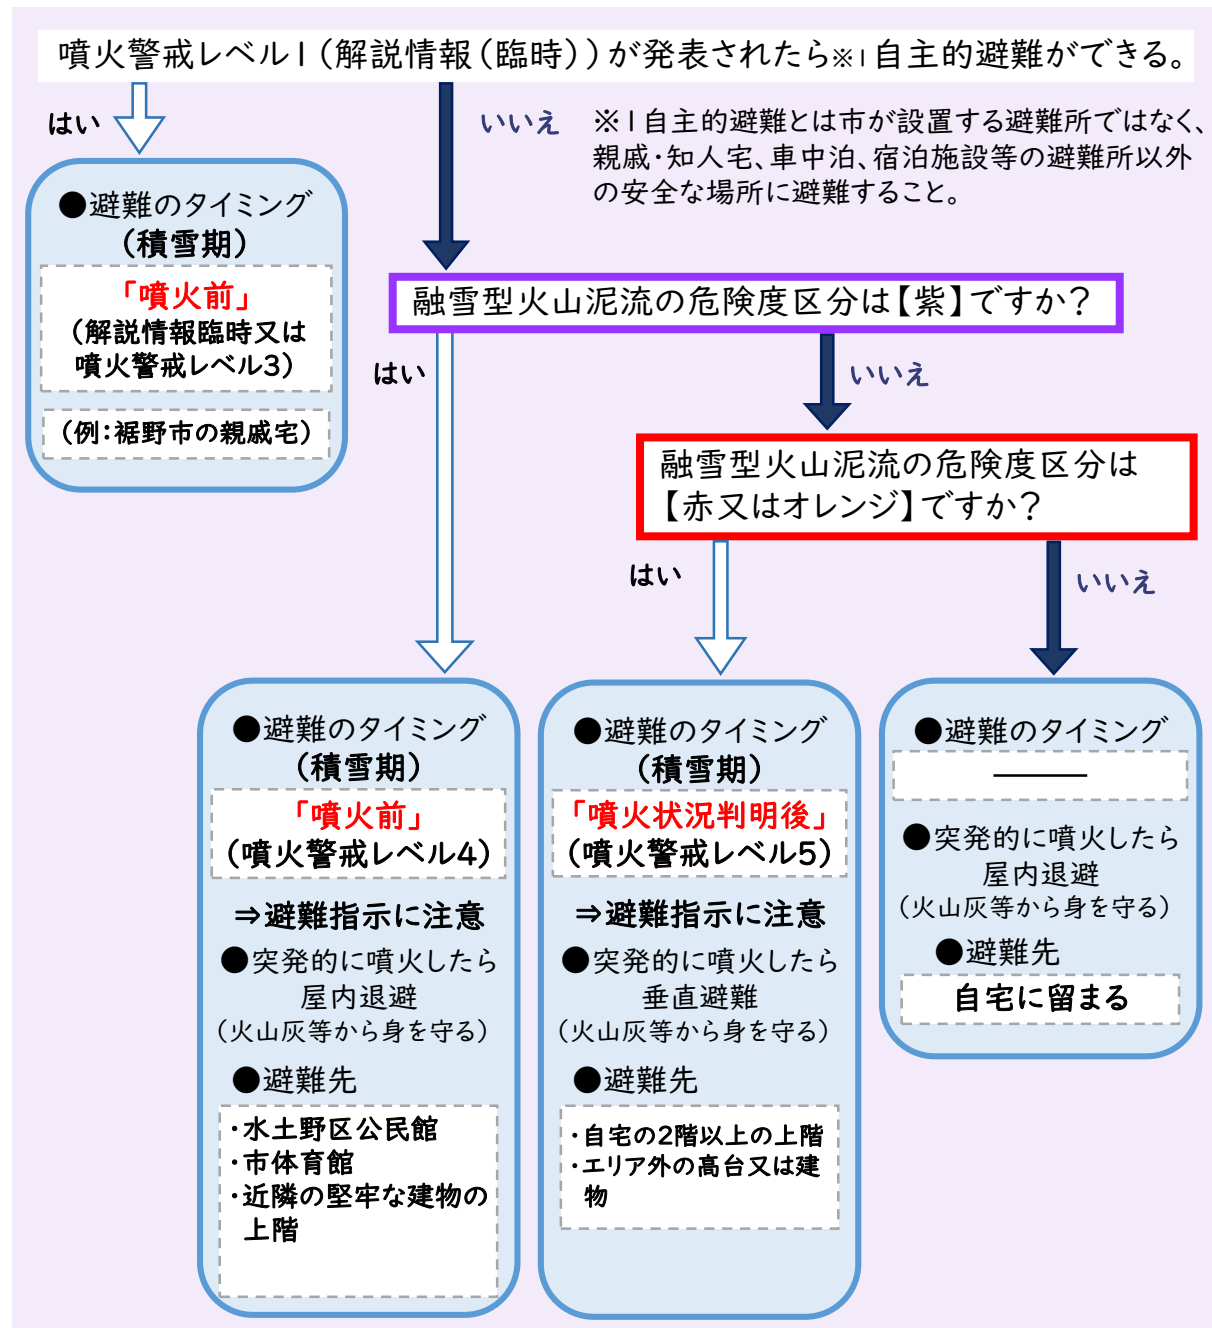 噴火警戒レベル1（解説情報（臨時））が発表されたら※1自主的避難ができる。
はい
いいえ
※1自主的避難とは市が設置する避難所ではなく、
親戚・知人宅、車中泊、宿泊施設等の避難所以外
の安全な場所に避難すること。
●避難のタイミング
（積雪期）
「噴火前」
（解説情報臨時又は
噴火警戒レベル3）
（例：裾野市の親戚宅）
融雪型火山泥流の危険度区分は【紫】ですか？
はい
いいえ
融雪型火山泥流の危険度区分は
【赤又はオレンジ】ですか？
はい
いいえ
●避難のタイミング
（積雪期）
「噴火前」
（噴火警戒レベル4）
⇒避難指示に注意
●突発的に噴火したら
屋内退避
（火山灰等から身を守る）
●避難先
・水土野区公民館
・市体育館
・近隣の堅牢な建物の
上階
●避難のタイミング
（積雪期）
「噴火状況判明後」
（噴火警戒レベル5）
⇒避難指示に注意
●突発的に噴火したら
垂直避難
（火山灰等から身を守る）
●避難先
・自宅の2階以上の上階
・エリア外の高台又は建
物
●避難のタイミング
―――
●突発的に噴火したら
屋内退避
（火山灰等から身を守る）
●避難先
自宅に留まる